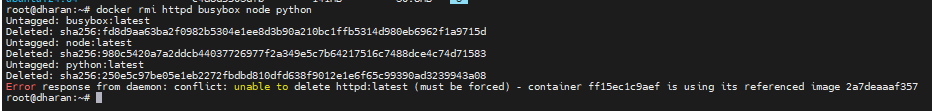 root@dharan:~# docker rmi httpd busybox node python
Untagged: busybox:latest
Deleted: sha256:fd8d9aa63ba2f0982b5304e1ee8d3b90a210bc1ffb5314d980eb6962f1a9715d
Untagged: node:latest
Deleted: sha256:980c5420a7a2ddcb44037726977f2a349e5c7b64217516c7488dce4c74d71583
Untagged: python:latest
Deleted: sha256:250e5c97be05e1eb2272fbdbd810dfd638f9012e1e6f65c99390ad3239943a08
Error response from daemon: conflict: unable to delete httpd:latest (must be forced) - container ff15ec1c9aef is using its referenced image 2a7deaaaf357
root@dharan:~#